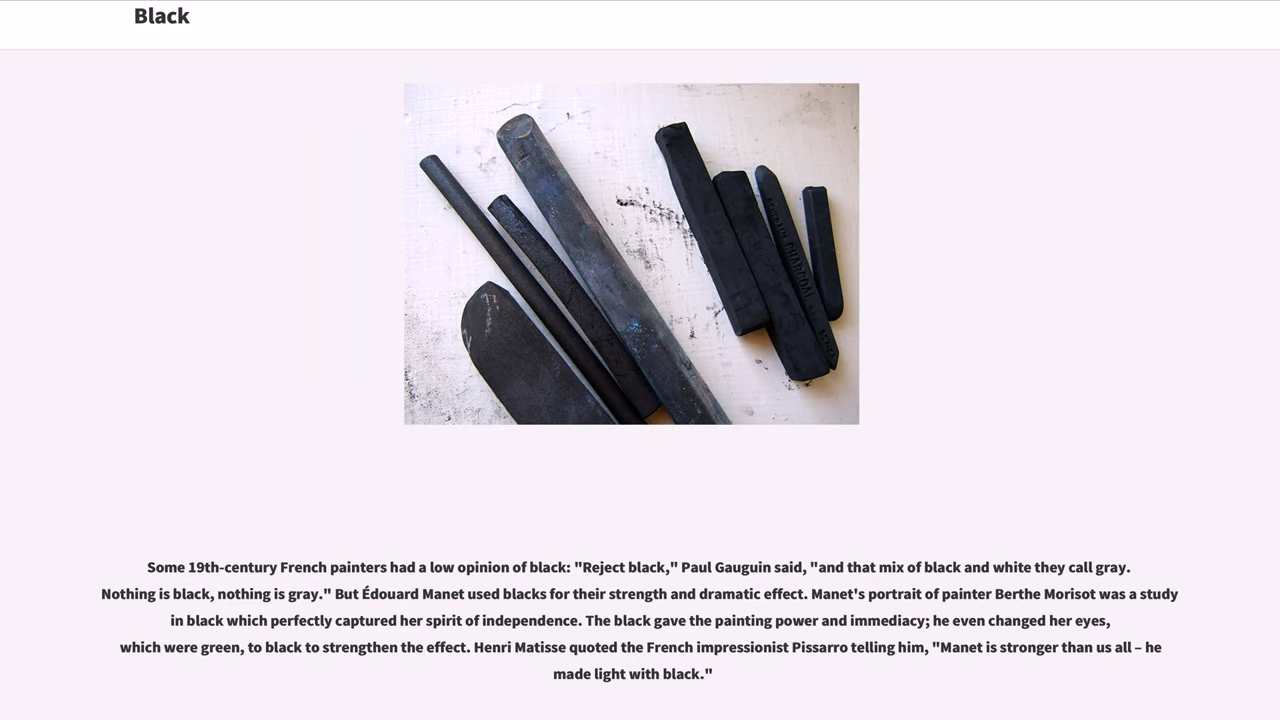 Black
CHARCOAL
Some 19th-century French painters had a low opinion of black: "Reject black," Paul Gauguin said, "and that mix of black and white they call gray.
Nothing is black, nothing is gray." But Édouard Manet used blacks for their strength and dramatic effect. Manet's portrait of painter Berthe Morisot was a study
in black which perfectly captured her spirit of independence. The black gave the painting power and immediacy; he even changed her eyes,
which were green, to black to strengthen the effect. Henri Matisse quoted the French impressionist Pissarro telling him, "Manet is stronger than us all – he
made light with black."